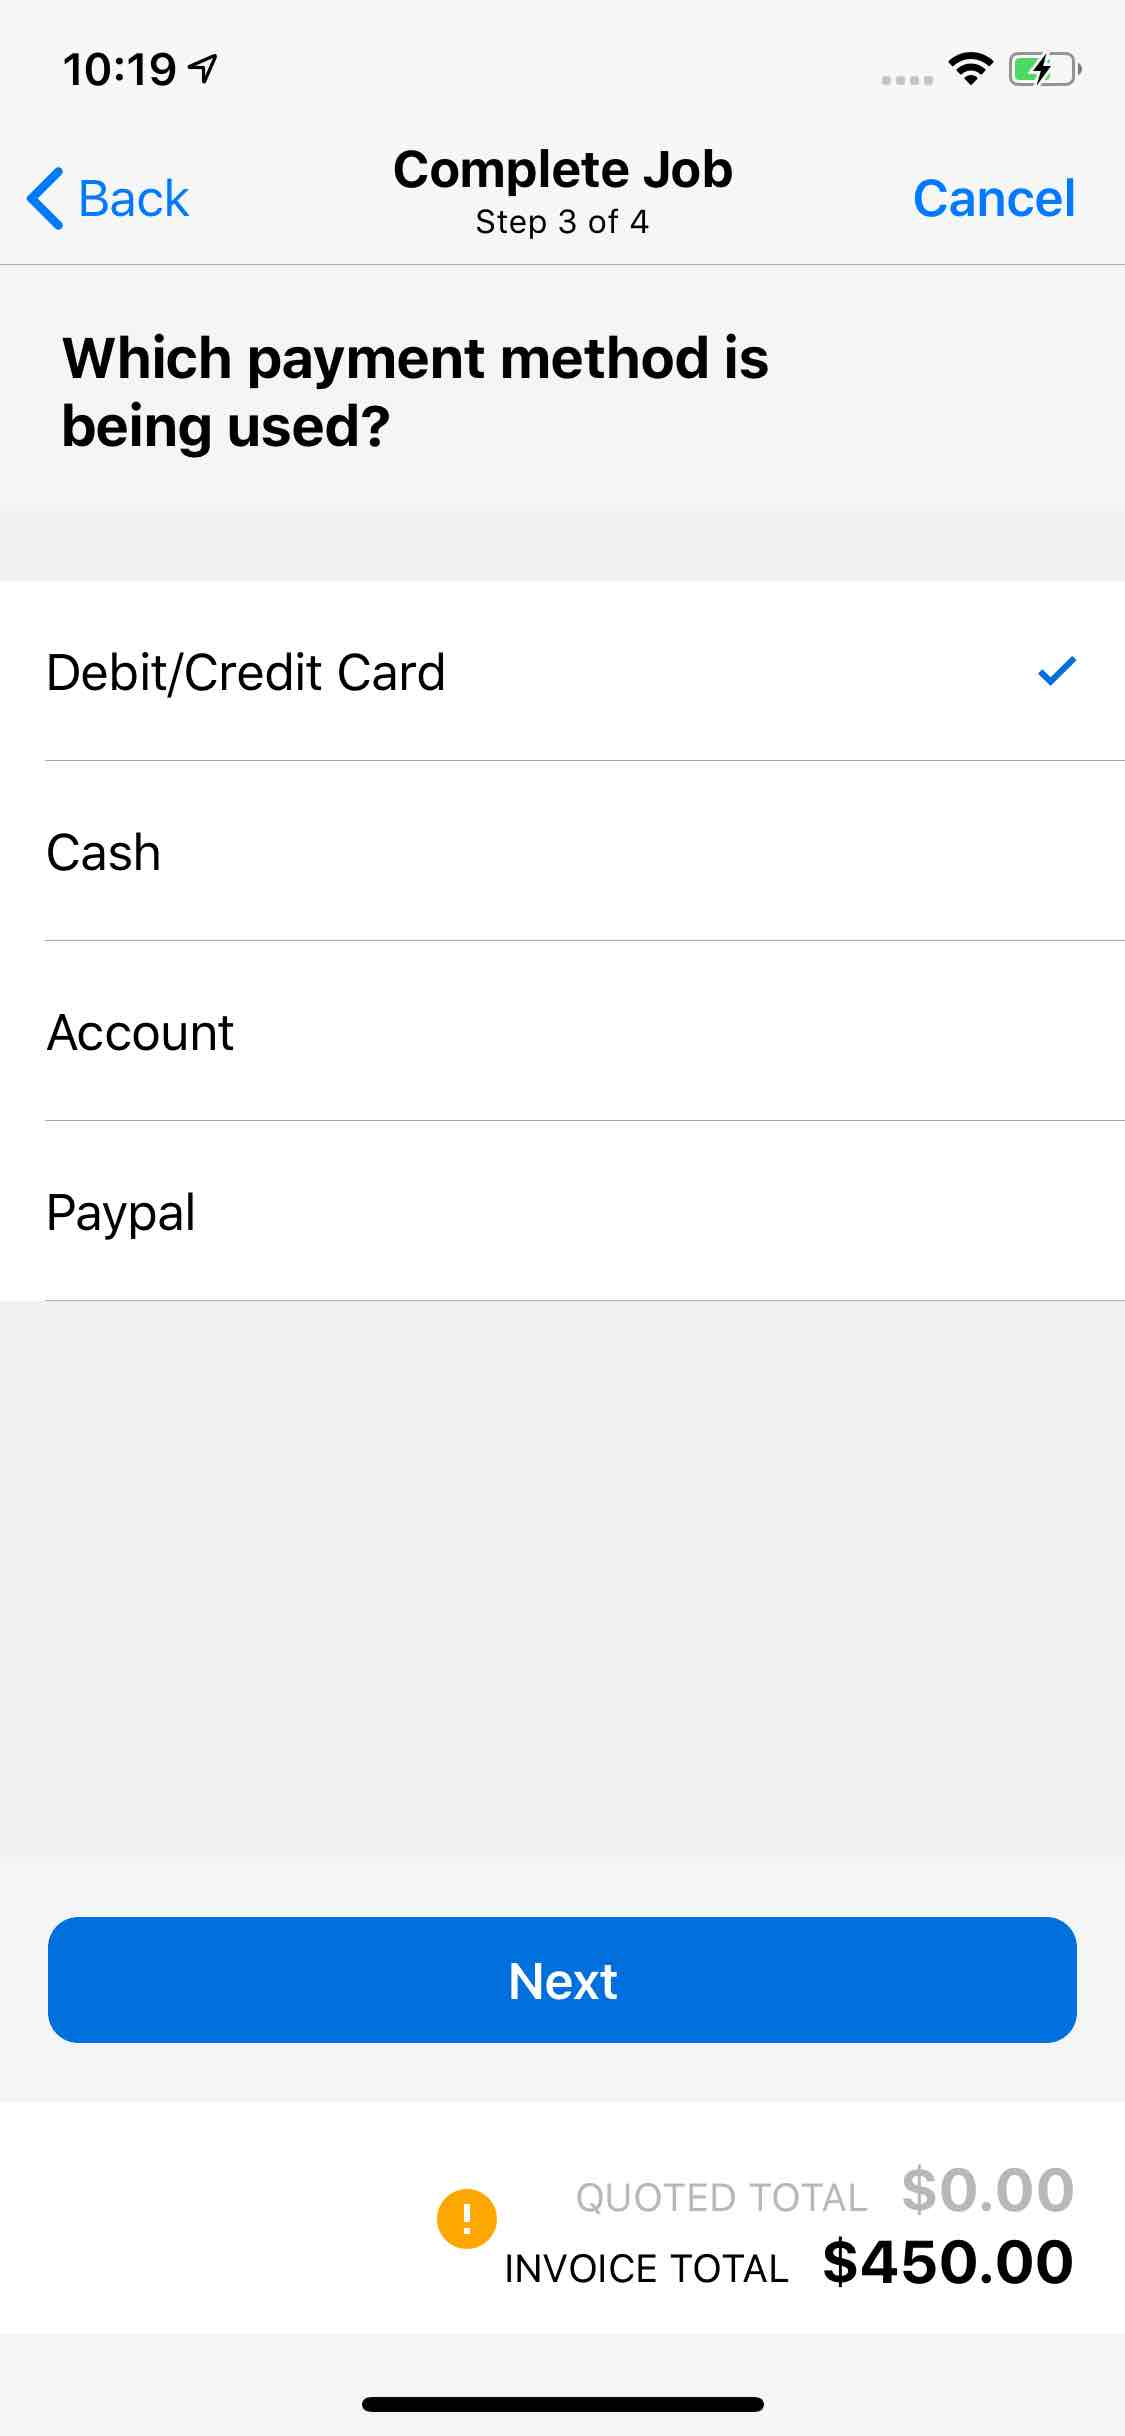 10:19
Back
Complete Job
Cancel
Step 3 of 4
Which payment method is
being used?
Debit/Credit Card
Cash
Account
Paypal
Next
QUOTED TOTAL $0.00
INVOICE TOTAL $450.00